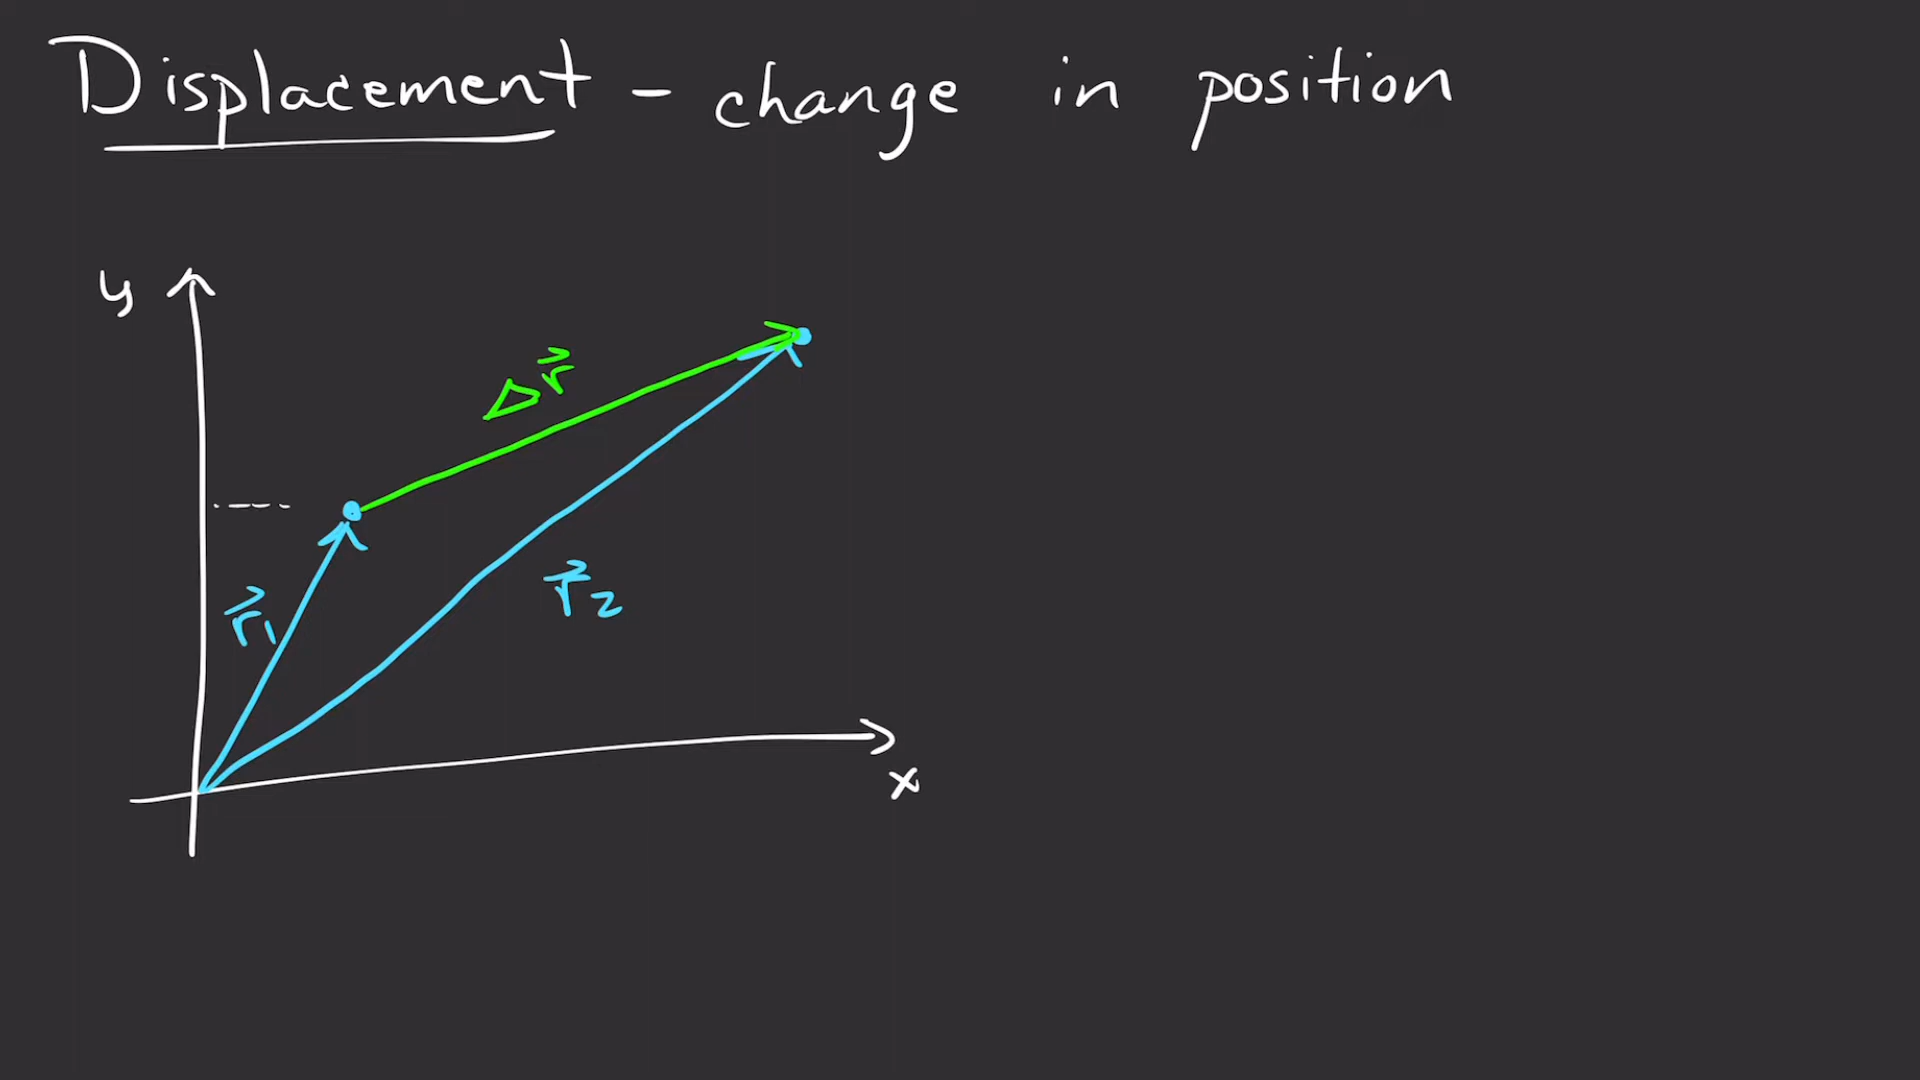 Displacement - change in position
y
Δr⃗
r⃗₁
r⃗₂
x